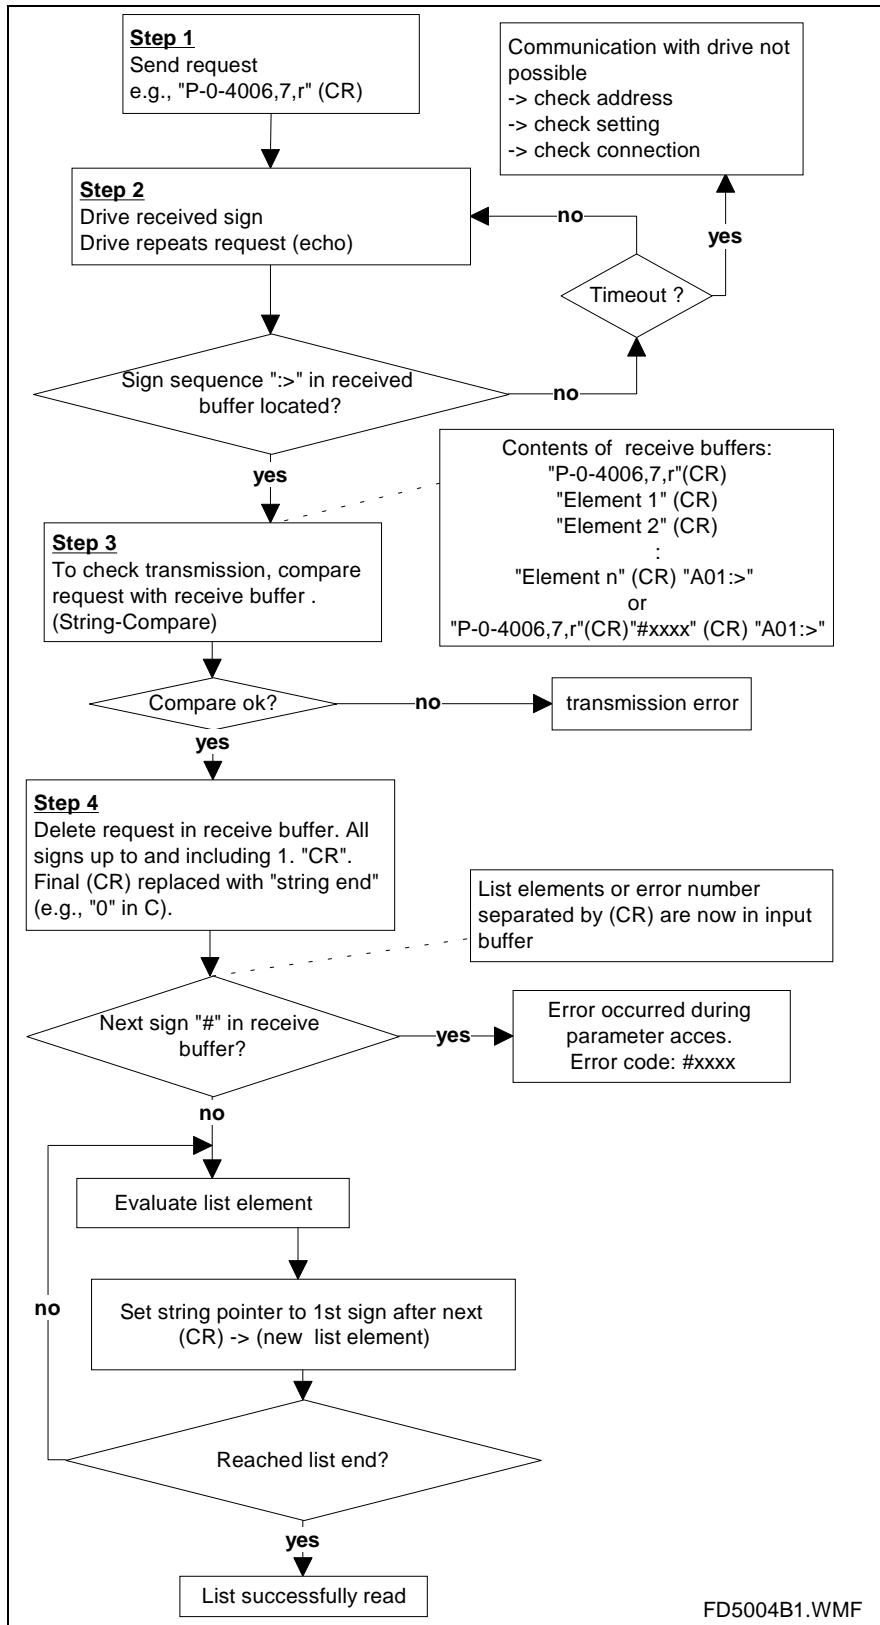 Step 1
Send request
e.g., "P-0-4006,7,r" (CR)
Communication with drive not
possible
-> check address
-> check setting
-> check connection
Step 2
Drive received sign
Drive repeats request (echo)
no
yes
Timeout ?
Sign sequence ":>" in received
buffer located?
no
yes
Contents of receive buffers:
"P-0-4006,7,r"(CR)
"Element 1" (CR)
"Element 2" (CR)
:
"Element n" (CR) "A01:>"
or
"P-0-4006,7,r"(CR)"#xxxx" (CR) "A01:>"
Step 3
To check transmission, compare
request with receive buffer .
(String-Compare)
Compare ok?
no
transmission error
yes
Step 4
Delete request in receive buffer. All
signs up to and including 1. "CR".
Final (CR) replaced with "string end"
(e.g., "0" in C).
List elements or error number
separated by (CR) are now in input
buffer
Next sign "#" in receive
buffer?
yes
Error occurred during
parameter acces.
Error code: #xxxx
no
Evaluate list element
no
Set string pointer to 1st sign after next
(CR) -> (new list element)
Reached list end?
yes
List successfully read
FD5004B1.WMF